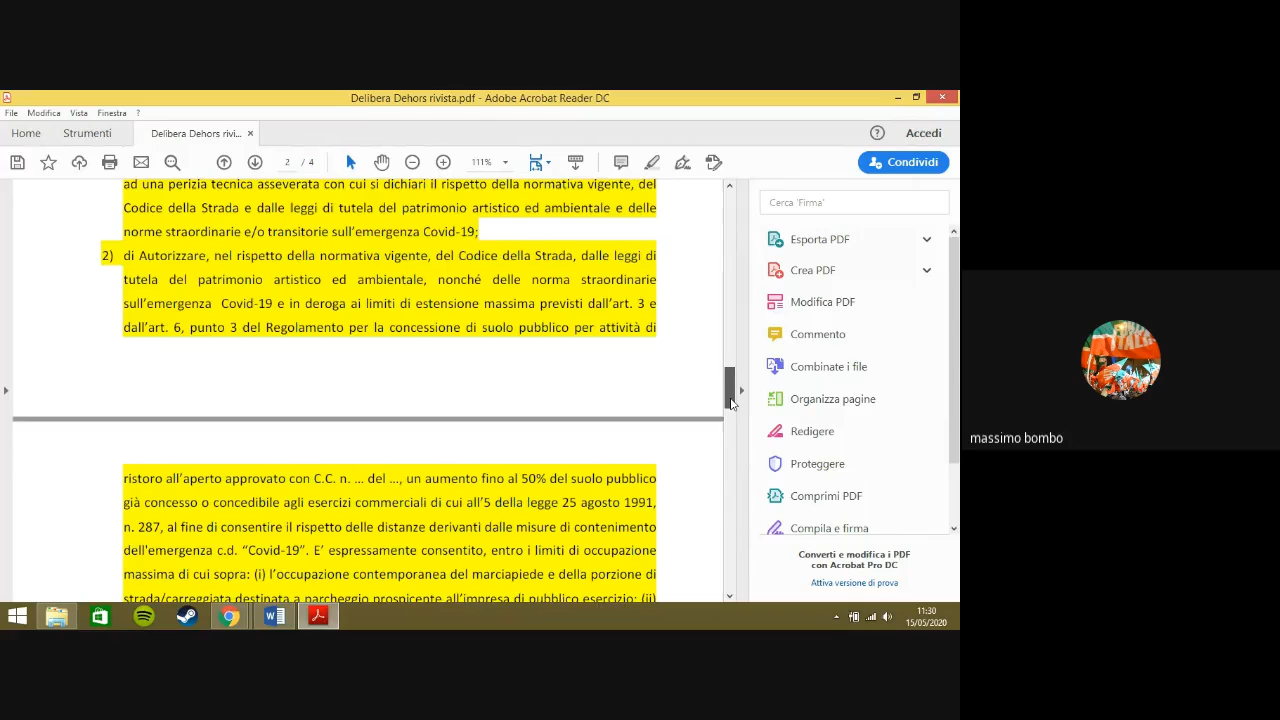 Delibera Dehors rivista.pdf - Adobe Acrobat Reader DC
File Modifica Vista Finestra ?
Home Strumenti Delibera Dehors rivi... × Accedi
2 / 4 111% Condividi
ad una perizia tecnica asseverata con cui si dichiari il rispetto della normativa vigente, del
Codice della Strada e dalle leggi di tutela del patrimonio artistico ed ambientale e delle
norme straordinarie e/o transitorie sull'emergenza Covid-19;
2) di Autorizzare, nel rispetto della normativa vigente, del Codice della Strada, dalle leggi di
tutela del patrimonio artistico ed ambientale, nonché delle norma straordinarie
sull'emergenza Covid-19 e in deroga ai limiti di estensione massima previsti dall'art. 3 e
dall'art. 6, punto 3 del Regolamento per la concessione di suolo pubblico per attività di
ristoro all'aperto approvato con C.C. n. ... del ..., un aumento fino al 50% del suolo pubblico
già concesso o concedibile agli esercizi commerciali di cui all'5 della legge 25 agosto 1991,
n. 287, al fine di consentire il rispetto delle distanze derivanti dalle misure di contenimento
dell'emergenza c.d. "Covid-19". E' espressamente consentito, entro i limiti di occupazione
massima di cui sopra: (i) l'occupazione contemporanea del marciapiede e della porzione di
strada/carreggiata destinata a parcheggio prospicente all'impresa di pubblico esercizio; (ii)
Cerca 'Firma'
Esporta PDF
Crea PDF
Modifica PDF
Commento
Combinate i file
Organizza pagine
Redigere
Proteggere
Comprimi PDF
Compila e firma
Converti e modifica i PDF
con Acrobat Pro DC
Attiva versione di prova
11:30
15/05/2020
massimo bombo